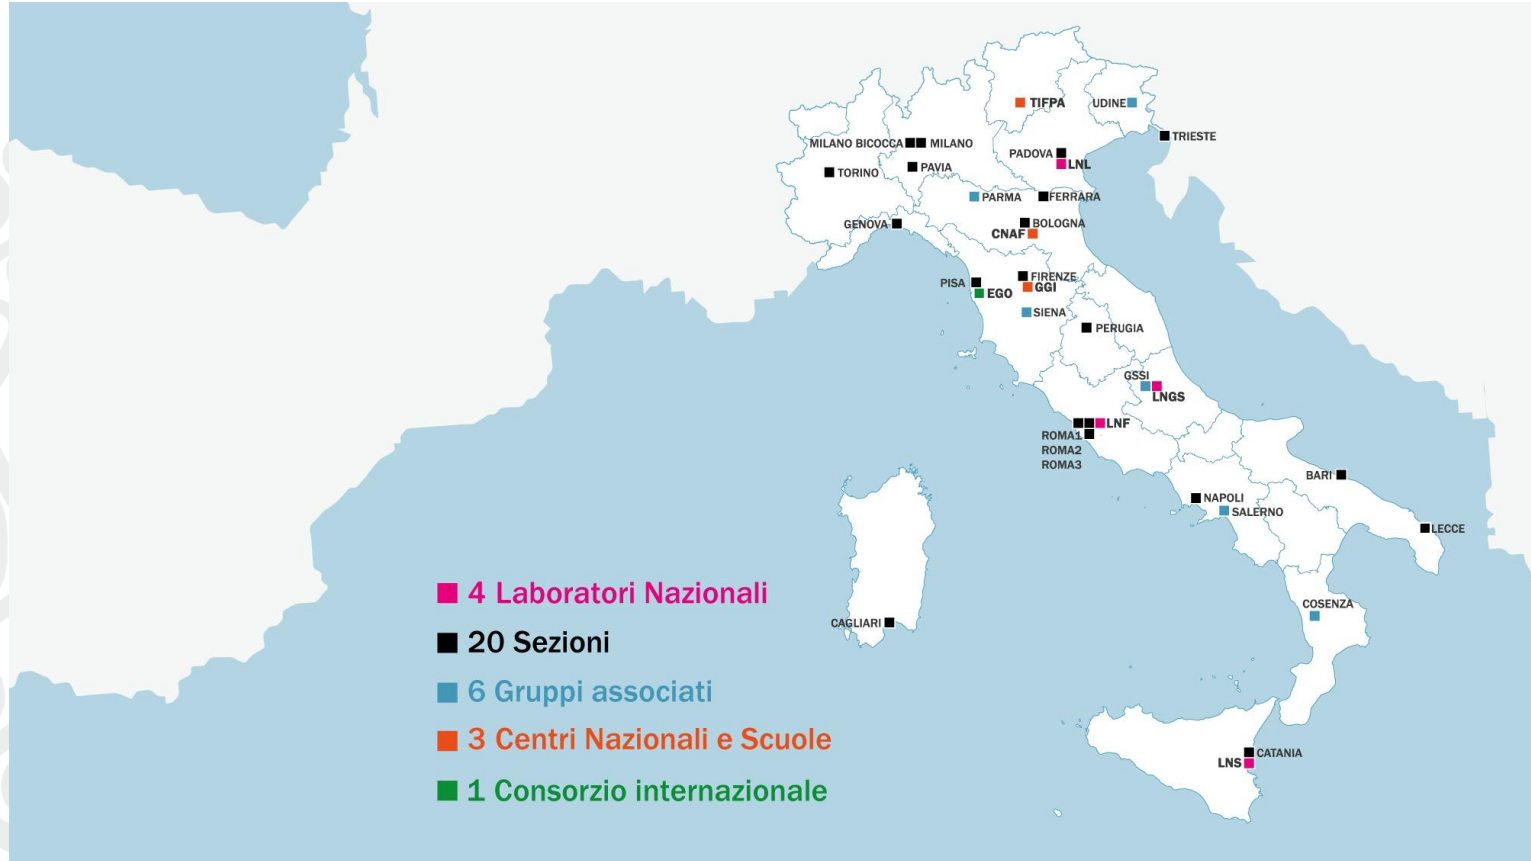 TIFPA
UDINE
TRIESTE
MILANO BICOCCA
MILANO
PADOVA
LNL
PAVIA
TORINO
PARMA
FERRARA
GENOVA
BOLOGNA
CNAF
PISA
FIRENZE
EGO
GGI
SIENA
PERUGIA
GSSI
LNGS
LNF
ROMA1
ROMA2
ROMA3
BARI
NAPOLI
SALERNO
LECCE
4 Laboratori Nazionali
COSENZA
CAGLIARI
20 Sezioni
6 Gruppi associati
3 Centri Nazionali e Scuole
CATANIA
LNS
1 Consorzio internazionale